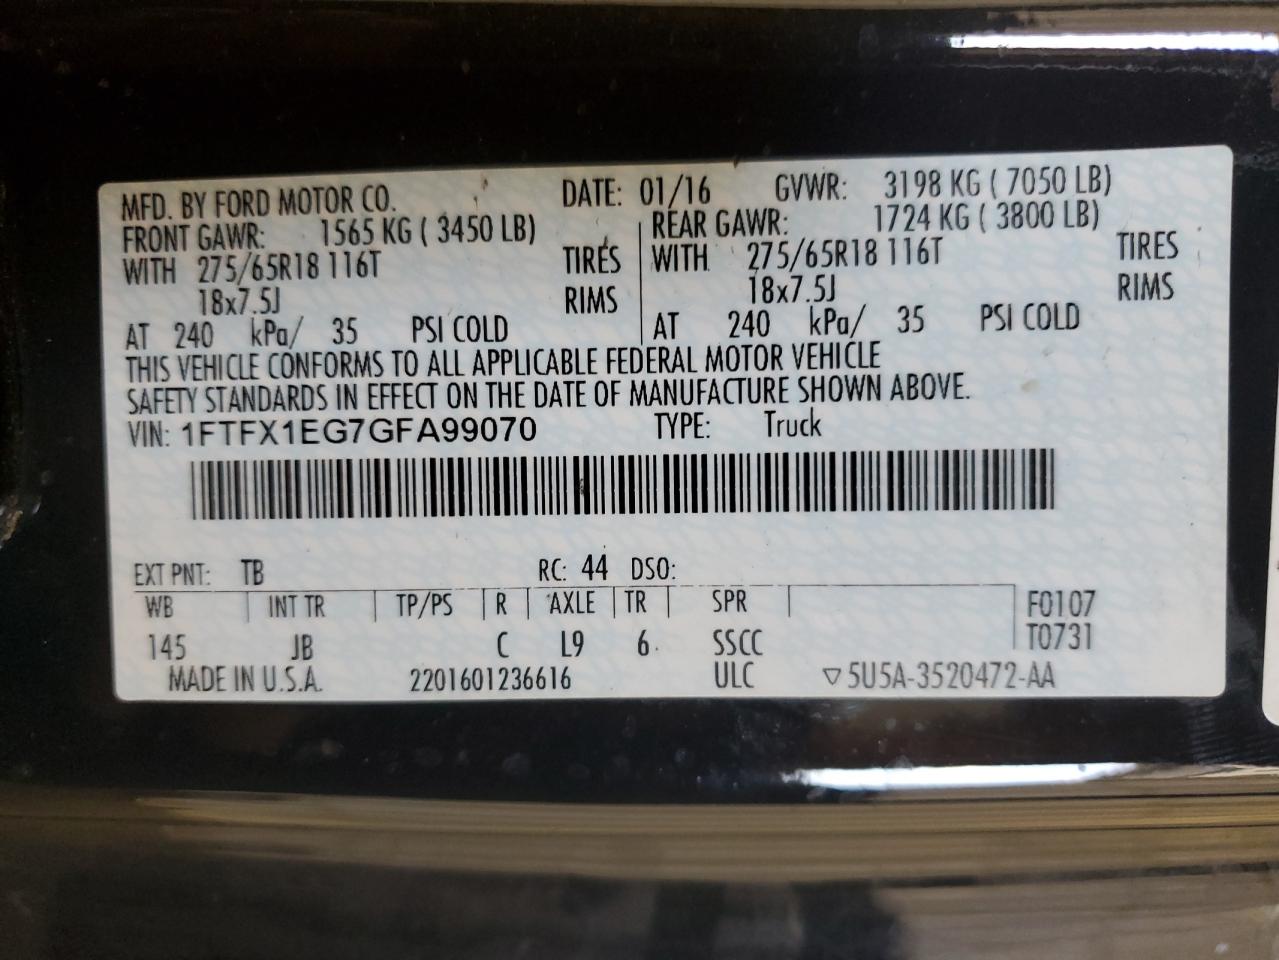 MFD. BY FORD MOTOR CO. DATE: 01/16 GVWR: 3198 KG ( 7050 LB)
FRONT GAWR: 1565 KG ( 3450 LB) REAR GAWR: 1724 KG ( 3800 LB)
WITH 275/65R18 116T TIRES WITH 275/65R18 116T TIRES
18x7.5J RIMS 18x7.5J RIMS
AT 240 kPa/ 35 PSI COLD AT 240 kPa/ 35 PSI COLD
THIS VEHICLE CONFORMS TO ALL APPLICABLE FEDERAL MOTOR VEHICLE
SAFETY STANDARDS IN EFFECT ON THE DATE OF MANUFACTURE SHOWN ABOVE.
VIN: 1FTFX1EG7GFA99070 TYPE: Truck
EXT PNT: TB RC: 44 DSO:
WB INT TR TP/PS R AXLE TR SPR F0107
145 JB C L9 6 SSCC T0731
MADE IN U.S.A. 2201601236616 ULC ▽5U5A-3520472-AA